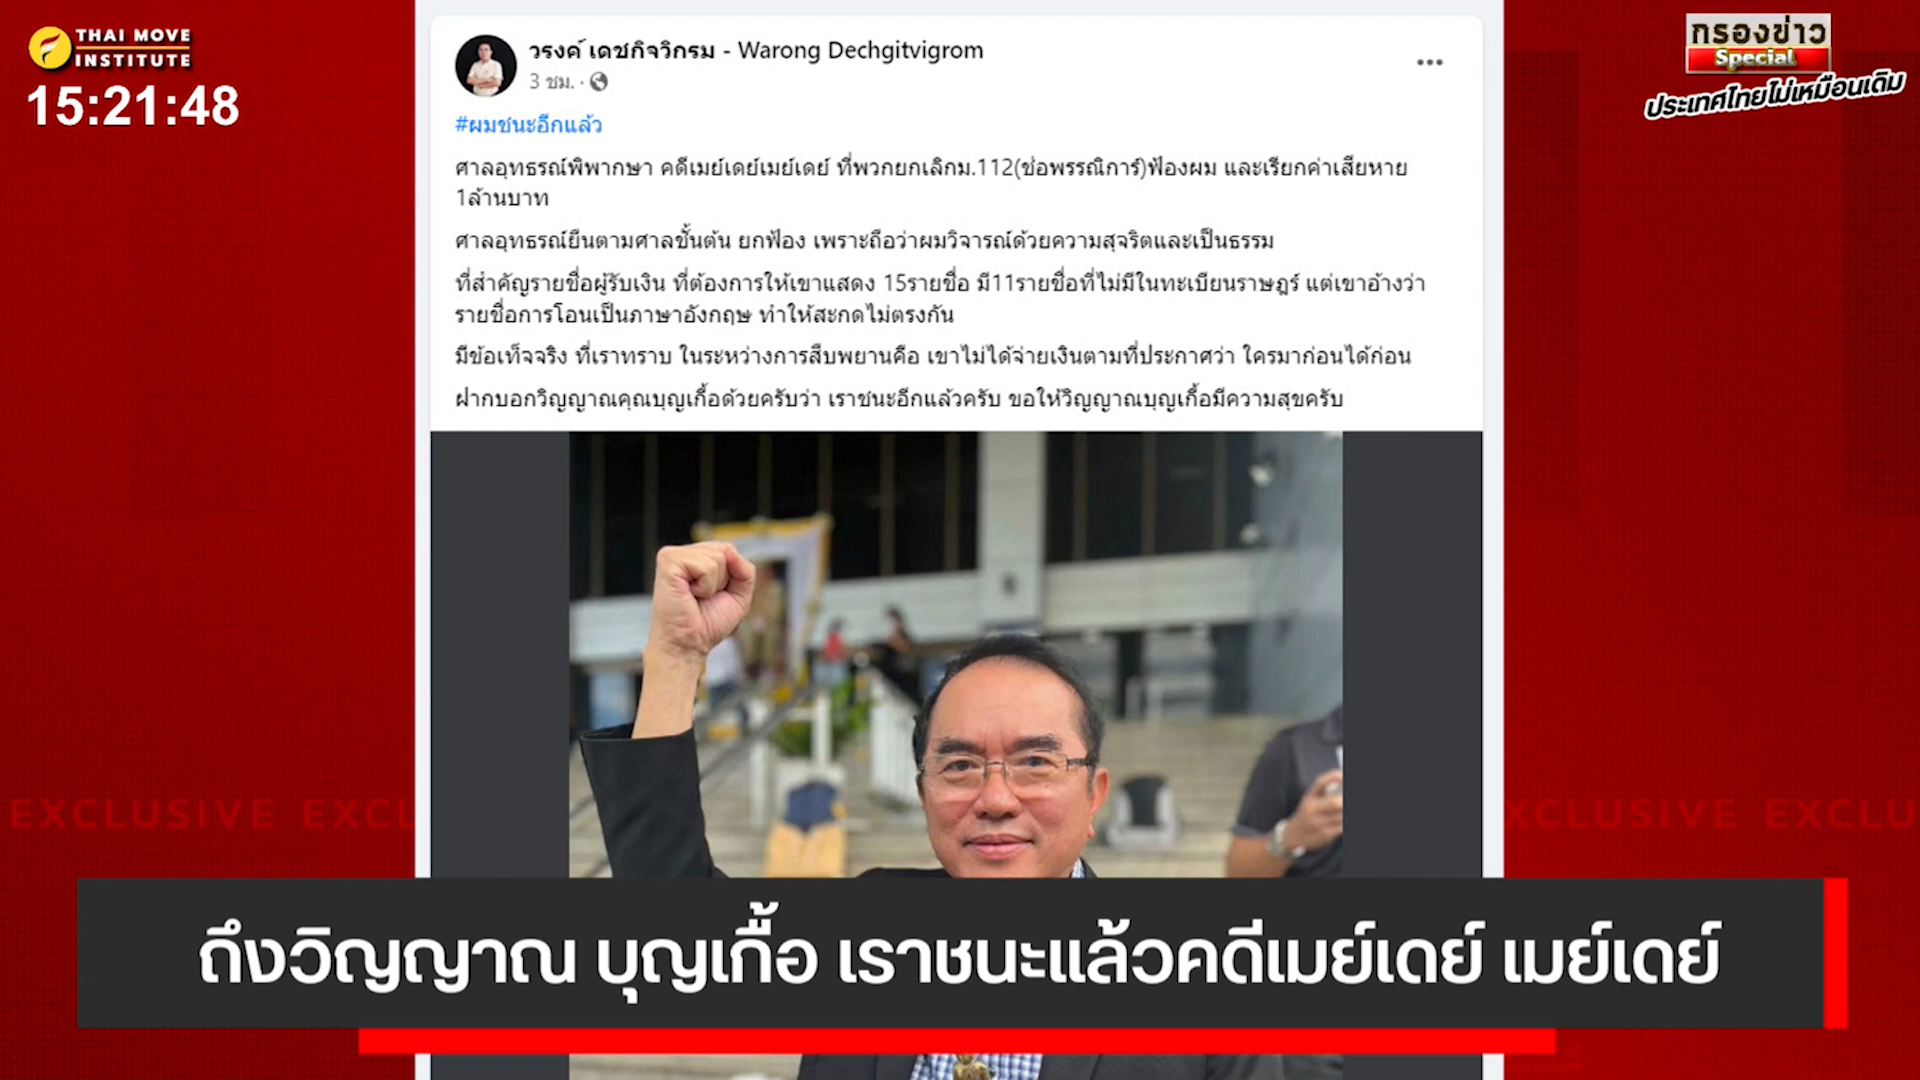 THAI MOVE
INSTITUTE
15:21:48
กรองข่าว
Special
ประเทศไทยไม่เหมือนเดิม
วรงค์ เดชกิจวิกรม - Warong Dechgitvigrom
3 ชม.
#ผมชนะอีกแล้ว
ศาลอุทธรณ์พิพากษา คดีเมย์เดย์เมย์เดย์ ที่พวกยกเลิกม.112(ช่อพรรณิการ์)ฟ้องผม และเรียกค่าเสียหาย
1ล้านบาท
ศาลอุทธรณ์ยืนตามศาลชั้นต้น ยกฟ้อง เพราะถือว่าผมวิจารณ์ด้วยความสุจริตและเป็นธรรม
ที่สำคัญรายชื่อผู้รับเงิน ที่ต้องการให้เขาแสดง 15รายชื่อ มี11รายชื่อที่ไม่มีในทะเบียนราษฎร์ แต่เขาอ้างว่า
รายชื่อการโอนเป็นภาษาอังกฤษ ทำให้สะกดไม่ตรงกัน
มีข้อเท็จจริง ที่เราทราบ ในระหว่างการสืบพยานคือ เขาไม่ได้จ่ายเงินตามที่ประกาศว่า ใครมาก่อนได้ก่อน
ฝากบอกวิญญาณคุณบุญเกื้อด้วยครับว่า เราชนะอีกแล้วครับ ขอให้วิญญาณบุญเกื้อมีความสุขครับ
EXCLUSIVE EXCL
XCLUSIVE EXCLU
ถึงวิญญาณ บุญเกื้อ เราชนะแล้วคดีเมย์เดย์ เมย์เดย์